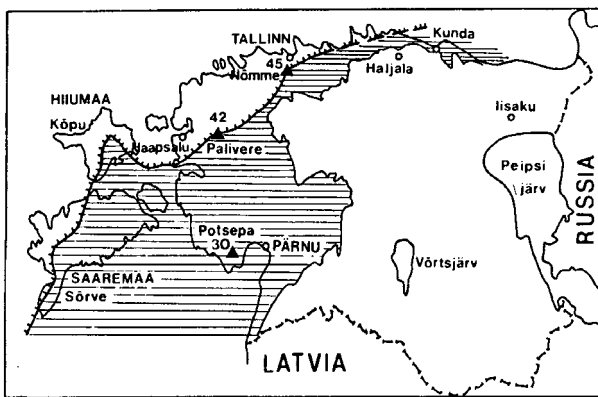 TALLINN
Kunda
45
Nõmme
Haljala
HIIUMAA
Kõpu
42
Haapsalu
Palivere
Iisaku
Peipsi
järv
RUSSIA
Potsepa
30
PÄRNU
Võrtsjärv
SAAREMAA
Sõrve
LATVIA